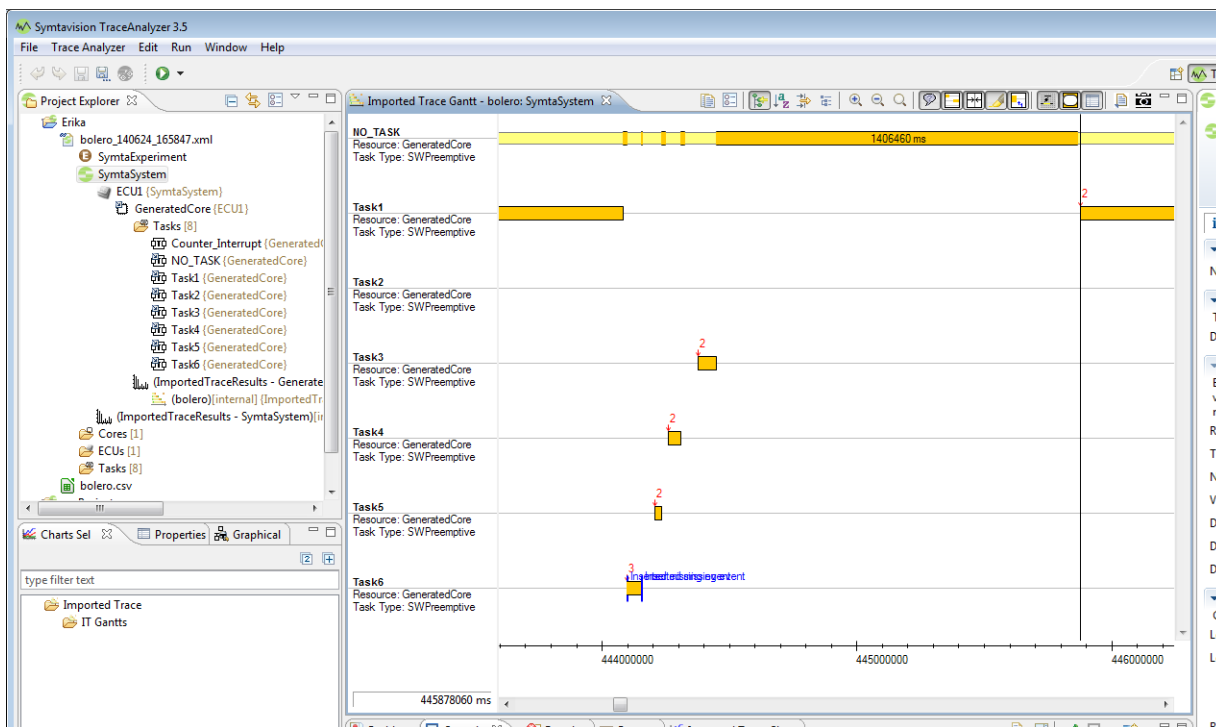 Symtavision TraceAnalyzer 3.5
File Trace Analyzer Edit Run Window Help
Project Explorer
Erika
bolero_140624_165847.xml
SymtaExperiment
SymtaSystem
ECU1 {SymtaSystem}
GeneratedCore {ECU1}
Tasks [8]
Counter_Interrupt {Generated
NO_TASK {GeneratedCore}
Task1 {GeneratedCore}
Task2 {GeneratedCore}
Task3 {GeneratedCore}
Task4 {GeneratedCore}
Task5 {GeneratedCore}
Task6 {GeneratedCore}
(ImportedTraceResults - Generate
(bolero)[internal] {ImportedTr
(ImportedTraceResults - SymtaSystem)[i
Cores [1]
ECUs [1]
Tasks [8]
bolero.csv
Charts Sel Properties Graphical
type filter text
Imported Trace
IT Gantts
Imported Trace Gantt - bolero: SymtaSystem
NO_TASK
Resource: GeneratedCore
Task Type: SWPreemptive
1406460 ms
Task1
Resource: GeneratedCore
Task Type: SWPreemptive
2
Task2
Resource: GeneratedCore
Task Type: SWPreemptive
Task3
Resource: GeneratedCore
Task Type: SWPreemptive
2
Task4
Resource: GeneratedCore
Task Type: SWPreemptive
2
Task5
Resource: GeneratedCore
Task Type: SWPreemptive
2
Task6
Resource: GeneratedCore
Task Type: SWPreemptive
3
444000000 445000000 446000000
445878060 ms